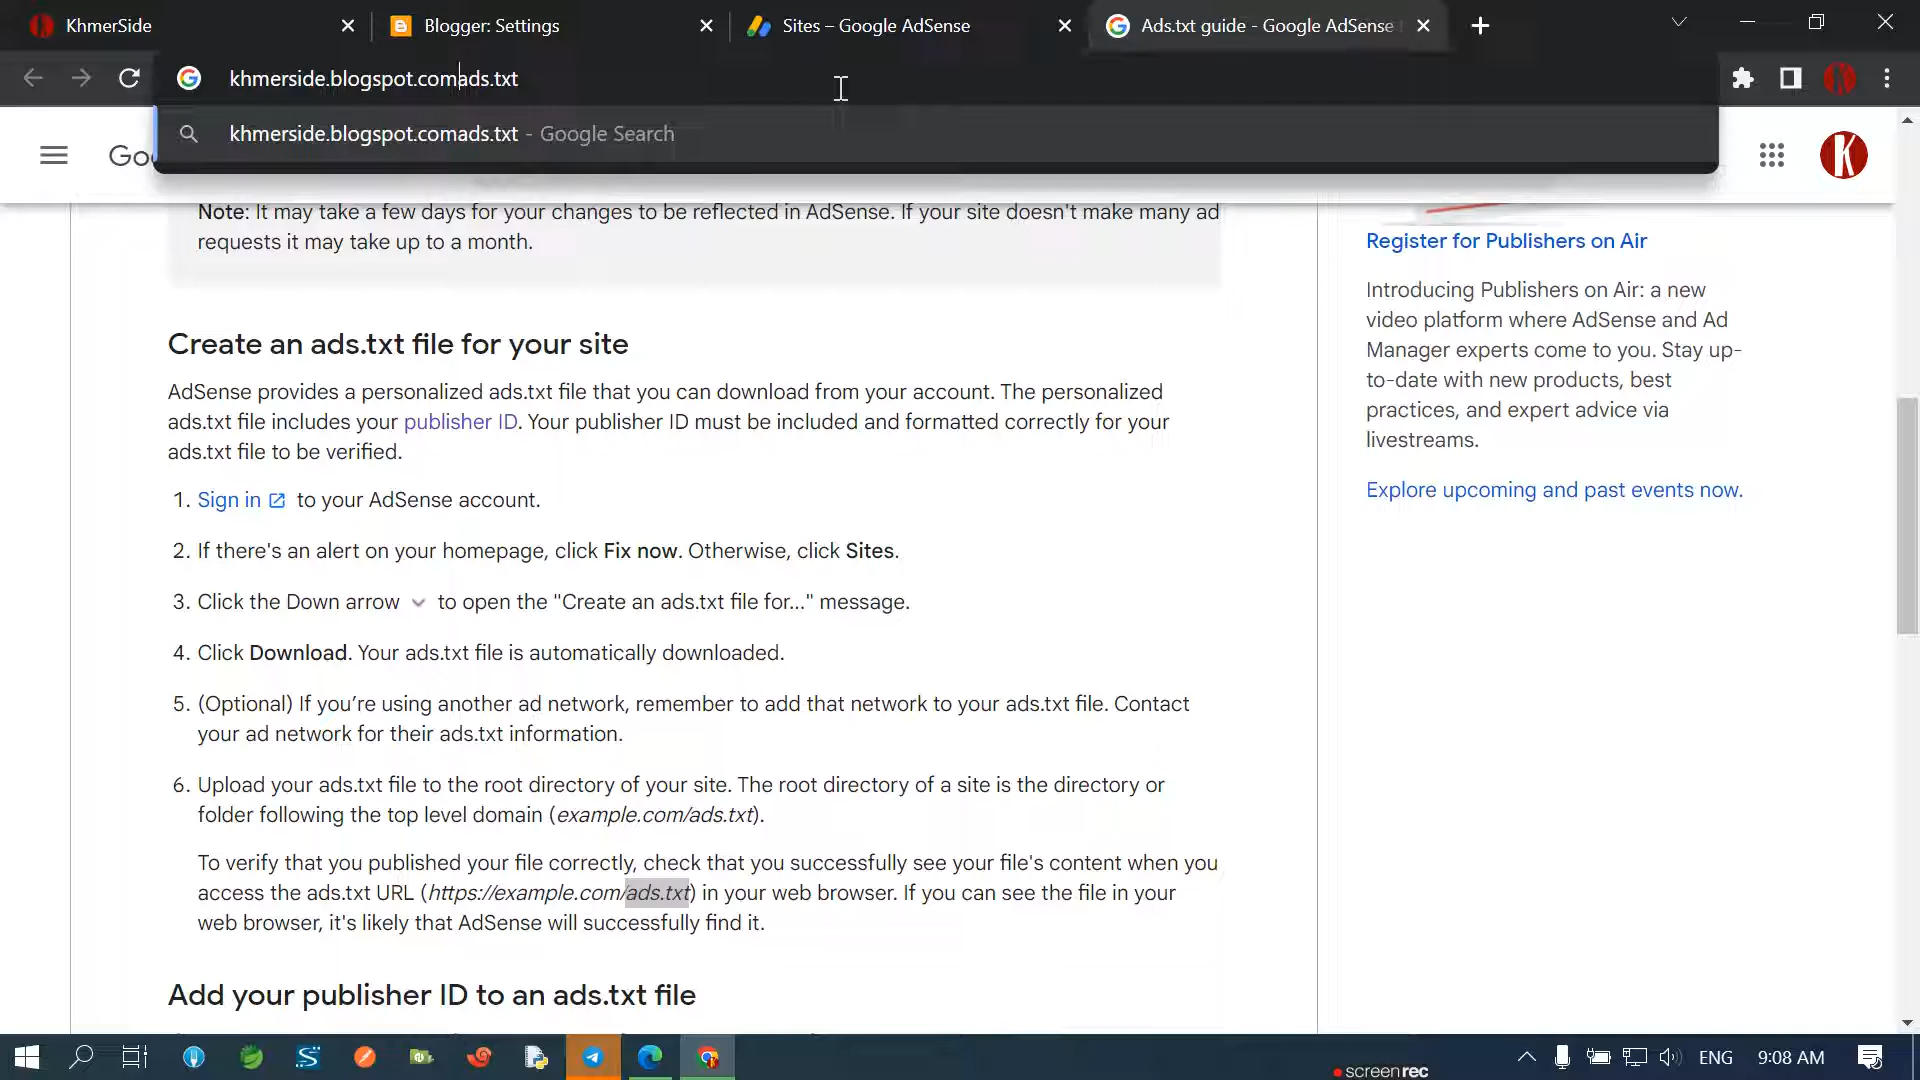 KhmerSide
Blogger: Settings
Sites – Google AdSense
Ads.txt guide - Google AdSense
khmerside.blogspot.comads.txt
khmerside.blogspot.comads.txt - Google Search
Goo
Note: It may take a few days for your changes to be reflected in AdSense. If your site doesn't make many ad
requests it may take up to a month.
Create an ads.txt file for your site
AdSense provides a personalized ads.txt file that you can download from your account. The personalized
ads.txt file includes your publisher ID. Your publisher ID must be included and formatted correctly for your
ads.txt file to be verified.
1. Sign in to your AdSense account.
2. If there's an alert on your homepage, click Fix now. Otherwise, click Sites.
3. Click the Down arrow to open the "Create an ads.txt file for..." message.
4. Click Download. Your ads.txt file is automatically downloaded.
5. (Optional) If you’re using another ad network, remember to add that network to your ads.txt file. Contact
your ad network for their ads.txt information.
6. Upload your ads.txt file to the root directory of your site. The root directory of a site is the directory or
folder following the top level domain (example.com/ads.txt).
To verify that you published your file correctly, check that you successfully see your file's content when you
access the ads.txt URL (https://example.com/ads.txt) in your web browser. If you can see the file in your
web browser, it's likely that AdSense will successfully find it.
Add your publisher ID to an ads.txt file
Register for Publishers on Air
Introducing Publishers on Air: a new
video platform where AdSense and Ad
Manager experts come to you. Stay up-
to-date with new products, best
practices, and expert advice via
livestreams.
Explore upcoming and past events now.
ENG
9:08 AM
screenrec